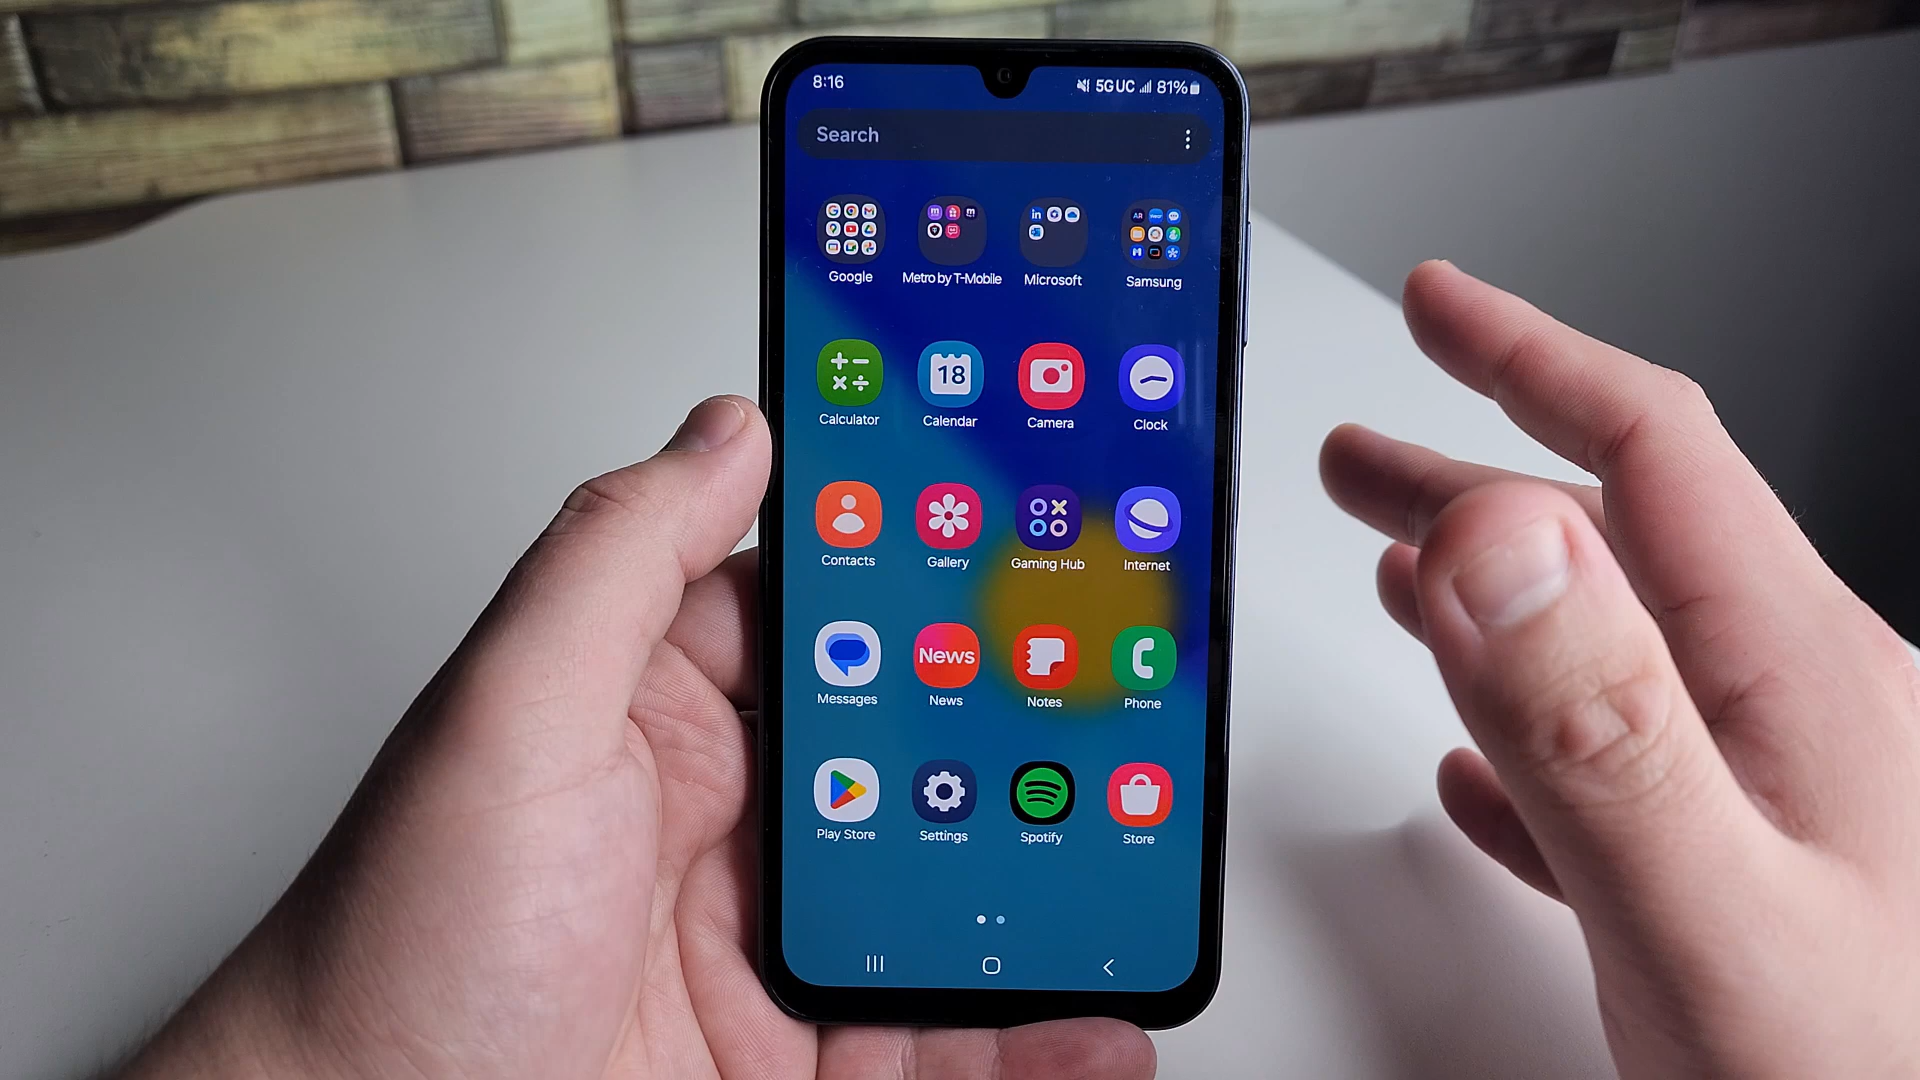 8:16
5G UC 81%
Search
Google Metro by T-Mobile Microsoft Samsung
18
Calculator Calendar Camera Clock
Contacts Gallery Gaming Hub Internet
News
Messages News Notes Phone
Play Store Settings Spotify Store